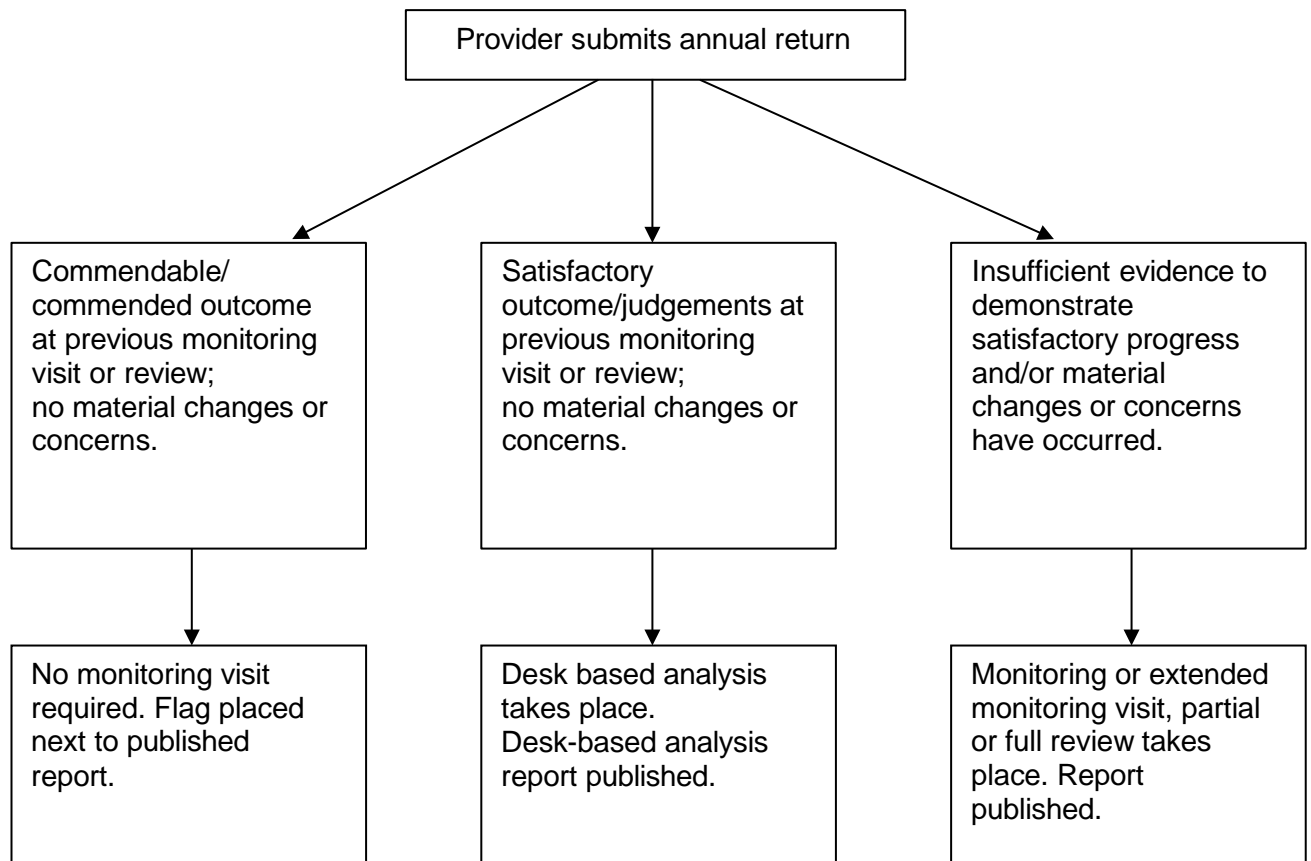 Provider submits annual return
Commendable/
commended outcome
at previous monitoring
visit or review;
no material changes or
concerns.
Satisfactory
outcome/judgements at
previous monitoring
visit or review;
no material changes or
concerns.
Insufficient evidence to
demonstrate
satisfactory progress
and/or material
changes or concerns
have occurred.
No monitoring visit
required. Flag placed
next to published
report.
Desk based analysis
takes place.
Desk-based analysis
report published.
Monitoring or extended
monitoring visit, partial
or full review takes
place. Report
published.